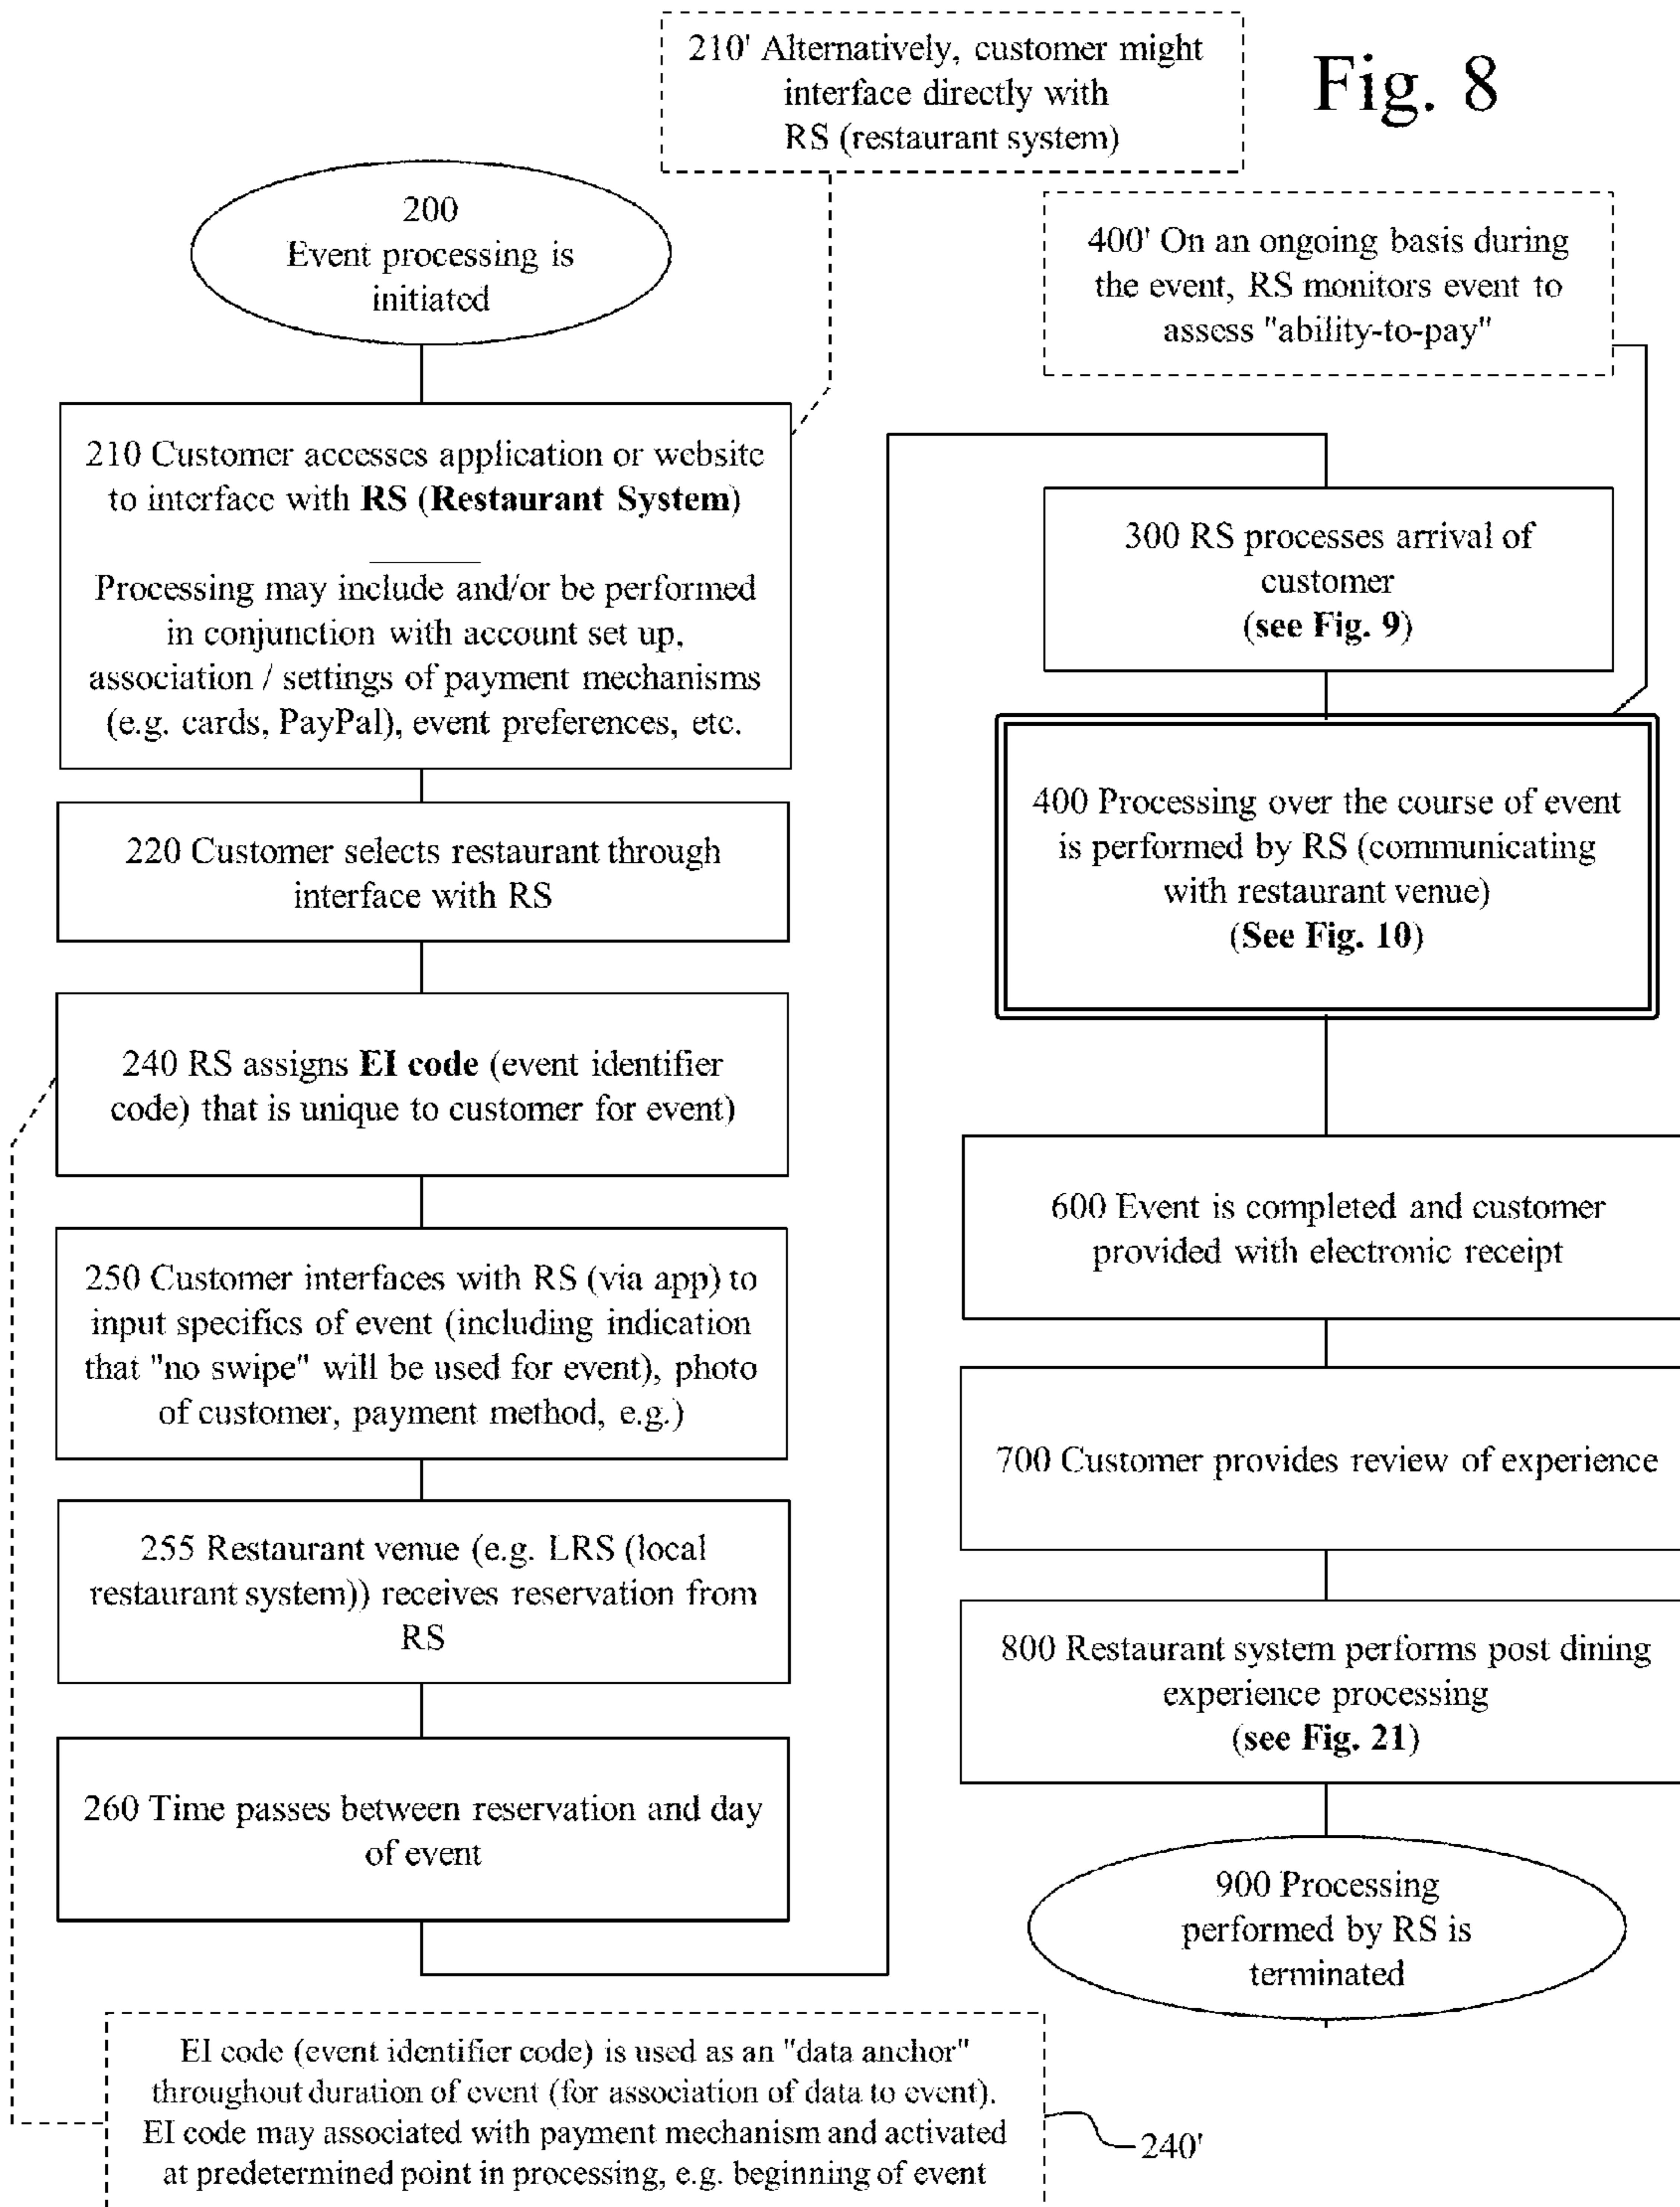 Fig. 8
210' Alternatively, customer might
interface directly with
RS (restaurant system)
200
Event processing is
initiated
210 Customer accesses application or website
to interface with RS (Restaurant System)
Processing may include and/or be performed
in conjunction with account set up,
association / settings of payment mechanisms
(e.g. cards, PayPal), event preferences, etc.
220 Customer selects restaurant through
interface with RS
240 RS assigns EI code (event identifier
code) that is unique to customer for event)
250 Customer interfaces with RS (via app) to
input specifics of event (including indication
that "no swipe" will be used for event), photo
of customer, payment method, e.g.)
255 Restaurant venue (e.g. LRS (local
restaurant system)) receives reservation from
RS
260 Time passes between reservation and day
of event
EI code (event identifier code) is used as an "data anchor"
throughout duration of event (for association of data to event).
EI code may associated with payment mechanism and activated
at predetermined point in processing, e.g. beginning of event
240'
400' On an ongoing basis during
the event, RS monitors event to
assess "ability-to-pay"
300 RS processes arrival of
customer
(see Fig. 9)
400 Processing over the course of event
is performed by RS (communicating
with restaurant venue)
(See Fig. 10)
600 Event is completed and customer
provided with electronic receipt
700 Customer provides review of experience
800 Restaurant system performs post dining
experience processing
(see Fig. 21)
900 Processing
performed by RS is
terminated